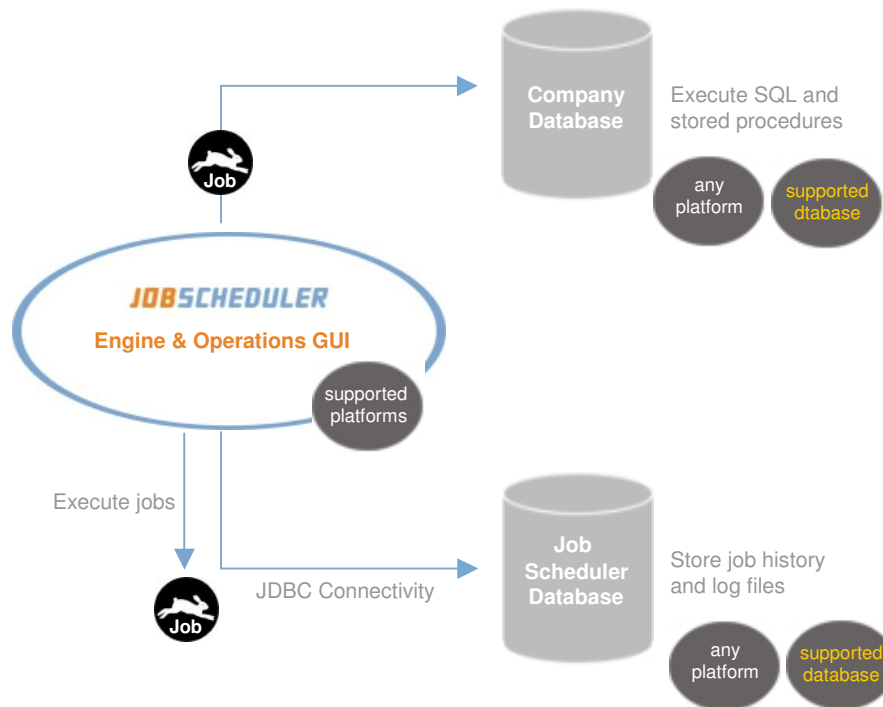 Company
Database
Execute SQL and
stored procedures
any
platform
supported
dtabase
Job
JOBSCHEDULER
Engine & Operations GUI
supported
platforms
Execute jobs
Job
JDBC Connectivity
Job
Scheduler
Database
Store job history
and log files
any
platform
supported
database